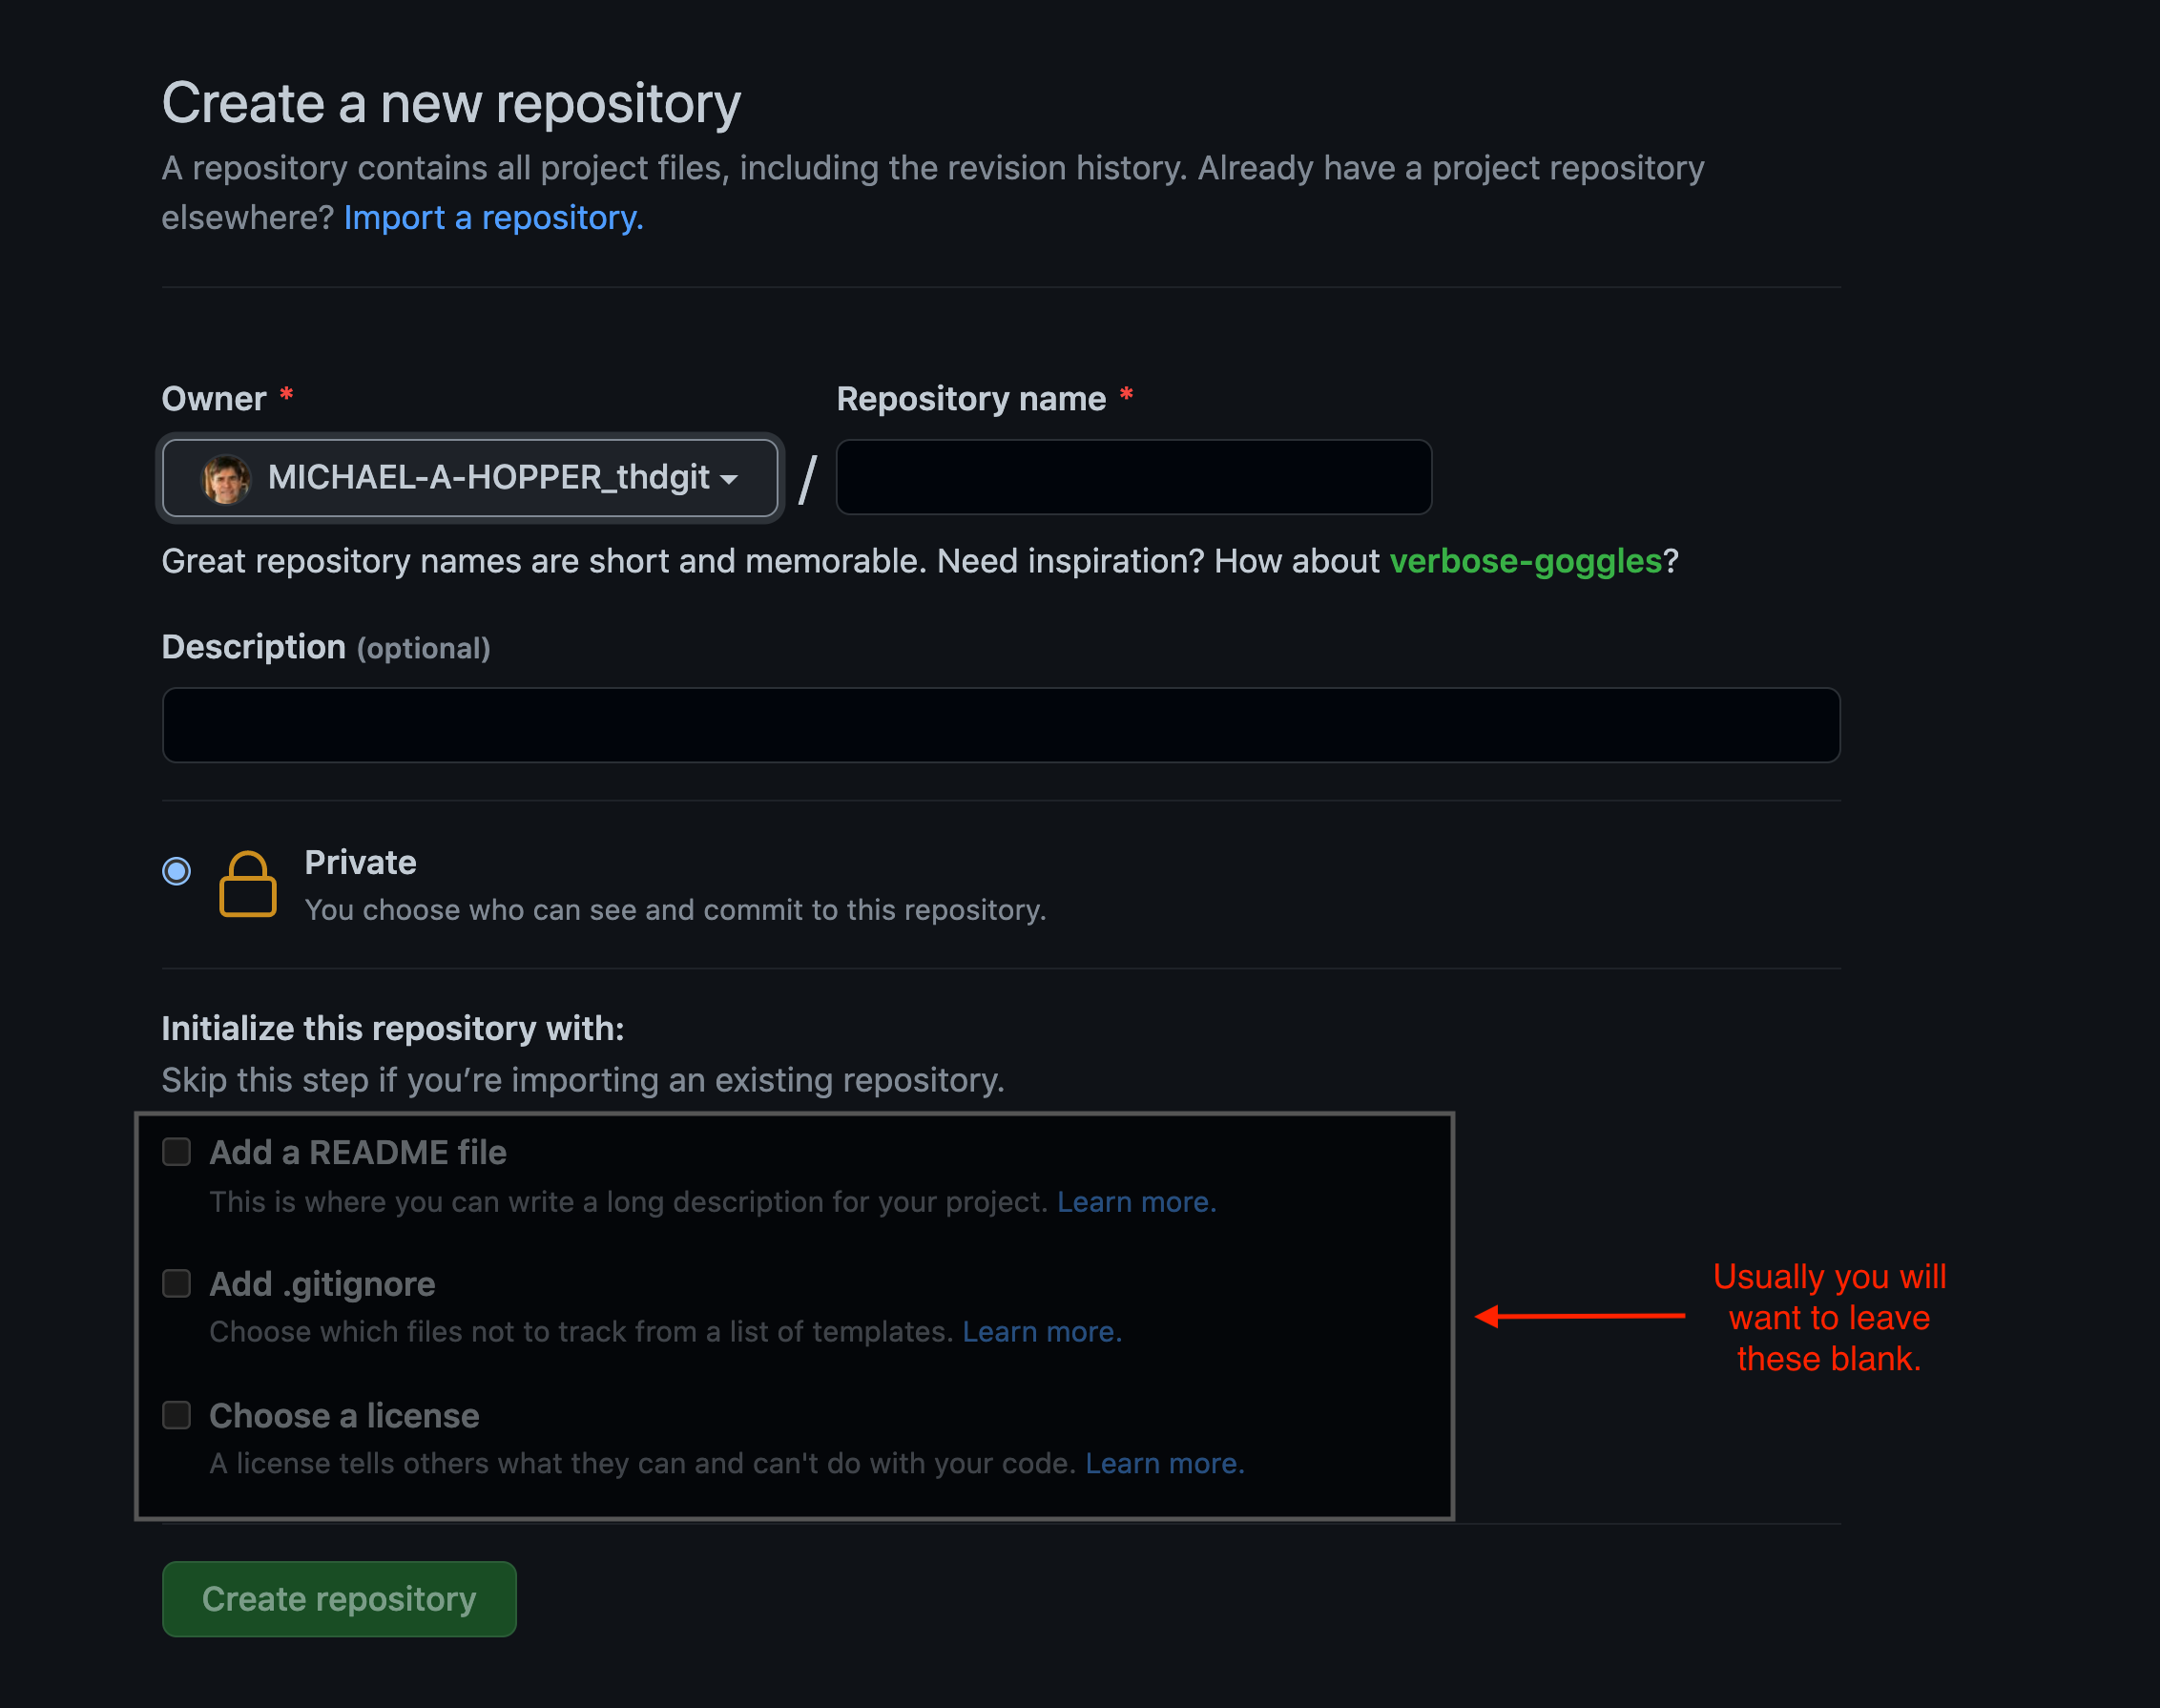 Create a new repository
A repository contains all project files, including the revision history. Already have a project repository
elsewhere? Import a repository.
Owner * Repository name *
MICHAEL-A-HOPPER_thdgit /
Great repository names are short and memorable. Need inspiration? How about verbose-goggles?
Description (optional)
Private
You choose who can see and commit to this repository.
Initialize this repository with:
Skip this step if you’re importing an existing repository.
Add a README file
This is where you can write a long description for your project. Learn more.
Add .gitignore
Choose which files not to track from a list of templates. Learn more.
Choose a license
A license tells others what they can and can't do with your code. Learn more.
Usually you will
want to leave
these blank.
Create repository